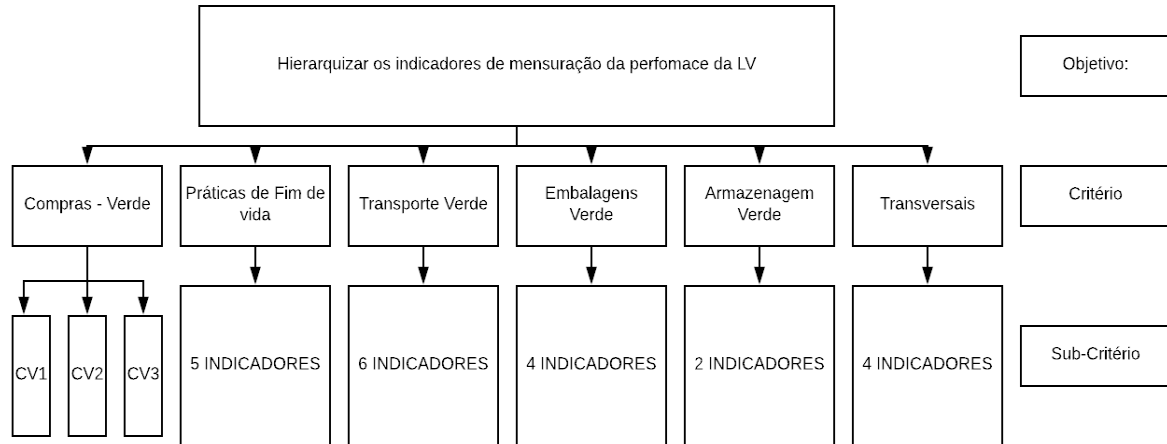 Hierarquizar os indicadores de mensuração da perfomace da LV
Objetivo:
Compras - Verde
Práticas de Fim de
vida
Transporte Verde
Embalagens
Verde
Armazenagem
Verde
Transversais
Critério
CV1
CV2
CV3
5 INDICADORES
6 INDICADORES
4 INDICADORES
2 INDICADORES
4 INDICADORES
Sub-Critério